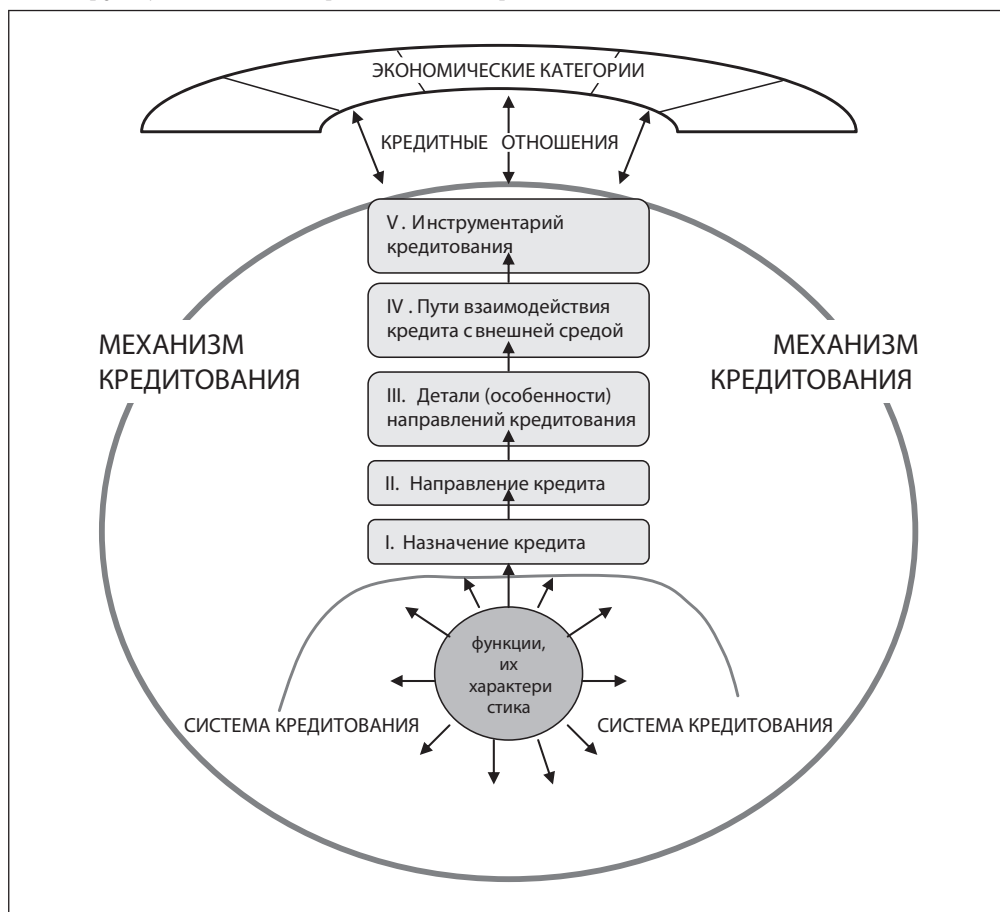 ЭКОНОМИЧЕСКИЕ КАТЕГОРИИ
КРЕДИТНЫЕ ОТНОШЕНИЯ
V . Инструментарий
кредитования
IV . Пути взаимодействия
кредита с внешней средой
МЕХАНИЗМ
КРЕДИТОВАНИЯ
МЕХАНИЗМ
КРЕДИТОВАНИЯ
III. Детали (особенности)
направлений кредитования
II. Направление кредита
I. Назначение кредита
функции,
их
характери
стика
СИСТЕМА КРЕДИТОВАНИЯ
СИСТЕМА КРЕДИТОВАНИЯ